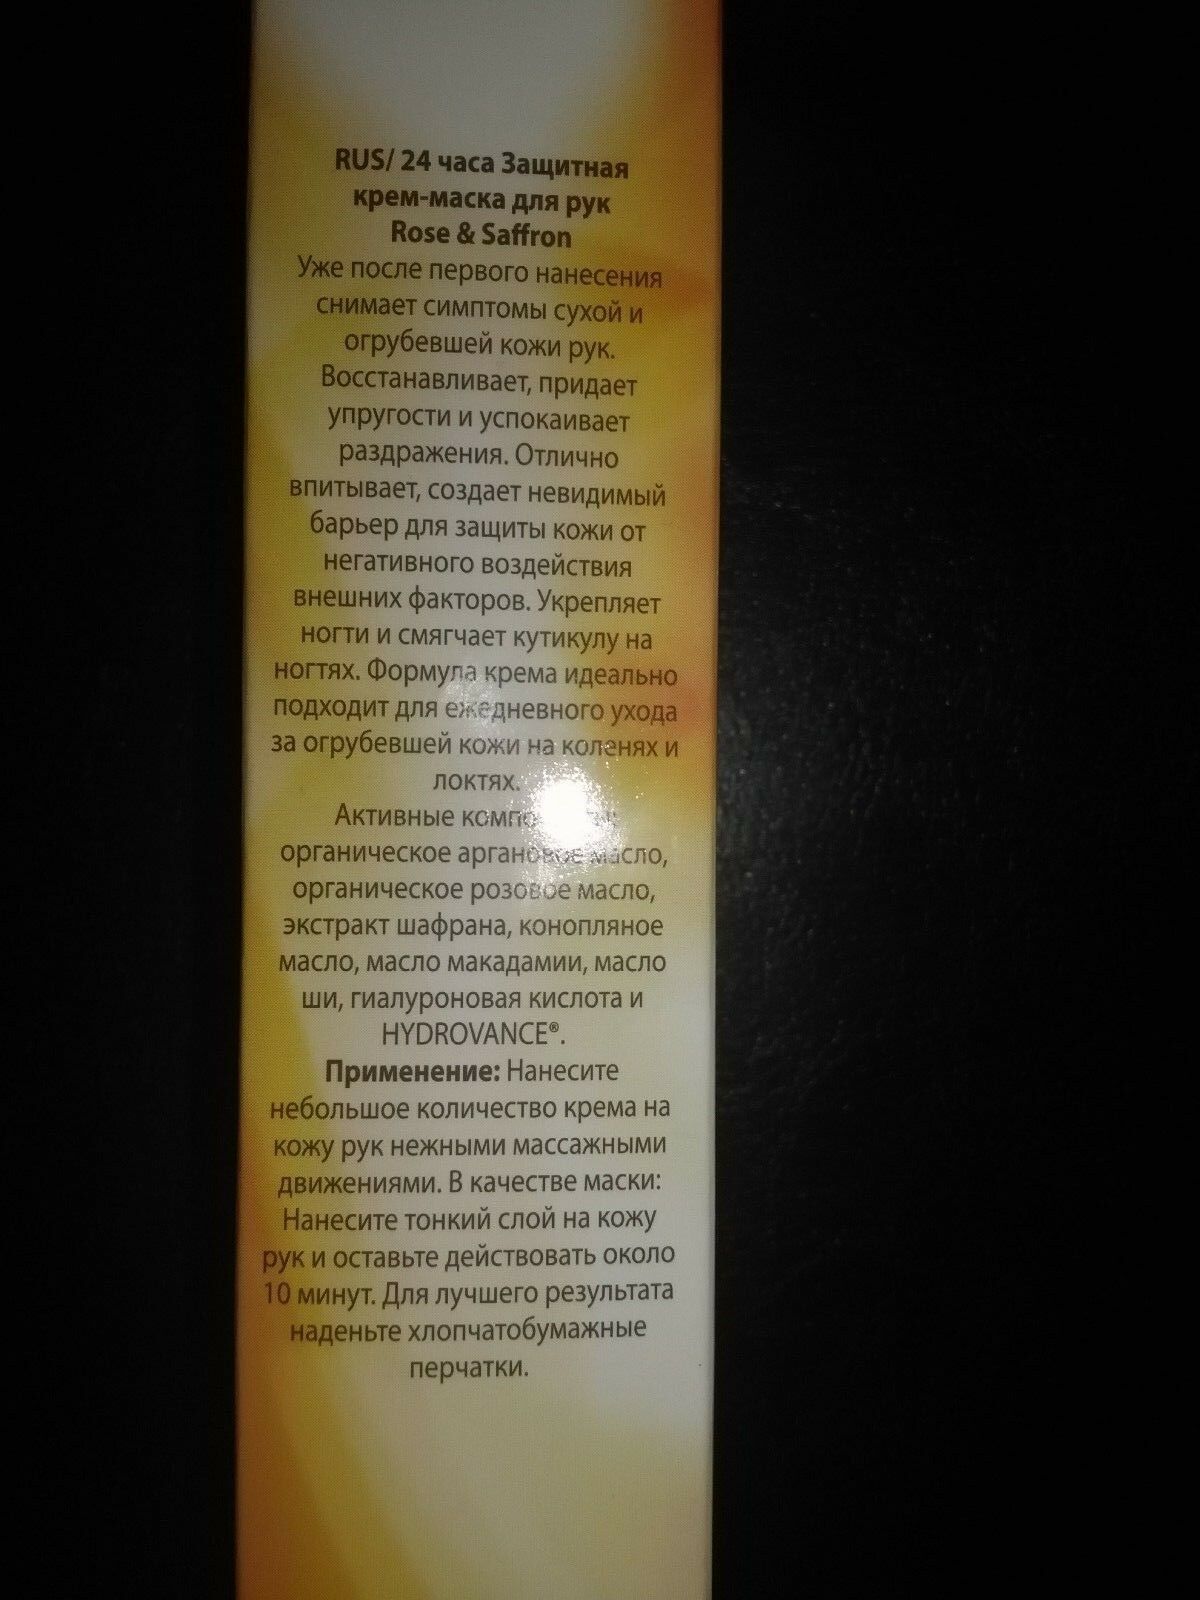 RUS/ 24 часа Защитная
крем-маска для рук
Rose & Saffron
Уже после первого нанесения
снимает симптомы сухой и
огрубевшей кожи рук.
Восстанавливает, придает
упругости и успокаивает
раздражения. Отлично
впитывает, создает невидимый
барьер для защиты кожи от
негативного воздействия
внешних факторов. Укрепляет
ногти и смягчает кутикулу на
ногтях. Формула крема идеально
подходит для ежедневного ухода
за огрубевшей кожи на коленях и
локтях.
Активные
органическое аргановое масло,
органическое розовое масло,
экстракт шафрана, конопляное
масло, масло макадамии, масло
ши, гиалуроновая кислота и
HYDROVANCE®.
Применение: Нанесите
небольшое количество крема на
кожу рук нежными массажными
движениями. В качестве маски:
Нанесите тонкий слой на кожу
рук и оставьте действовать около
10 минут. Для лучшего результата
наденьте хлопчатобумажные
перчатки.